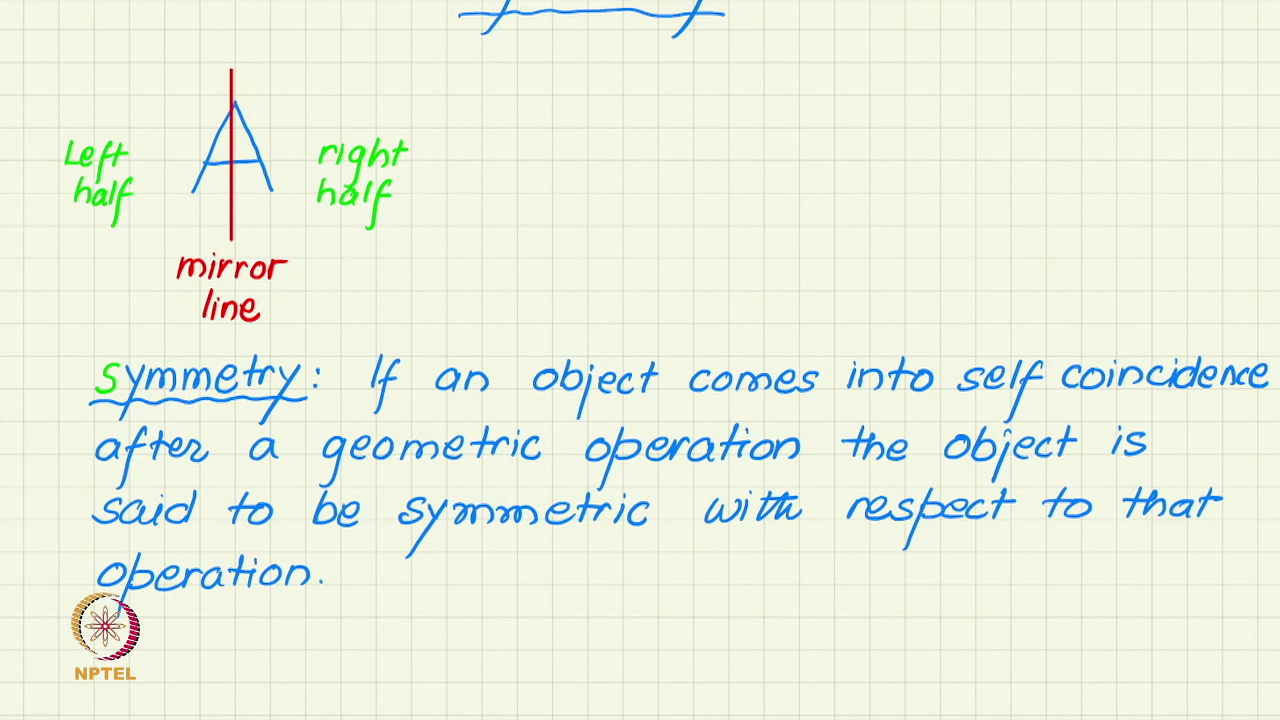 Left
half
A
right
half
mirror
line
Symmetry: If an object comes into self coincidence
after a geometric operation the object is
said to be symmetric with respect to that
operation.
NPTEL